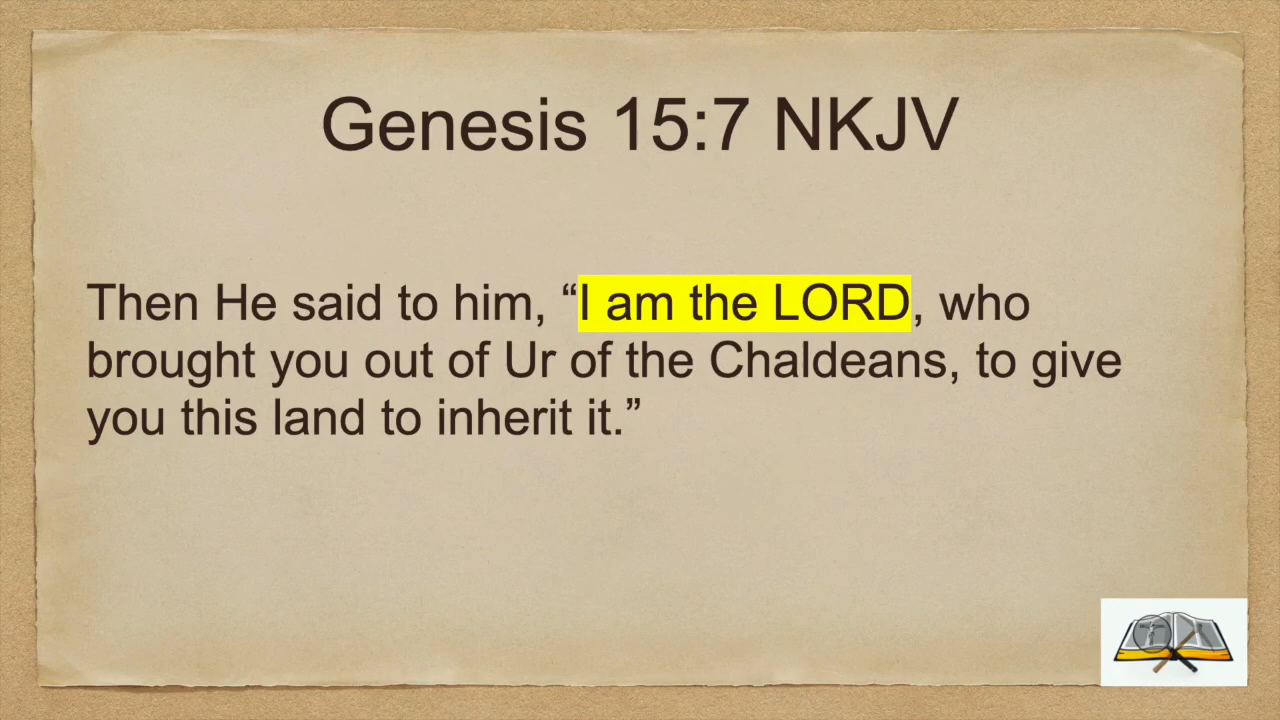 Genesis 15:7 NKJV
Then He said to him, “I am the LORD, who
brought you out of Ur of the Chaldeans, to give
you this land to inherit it.”